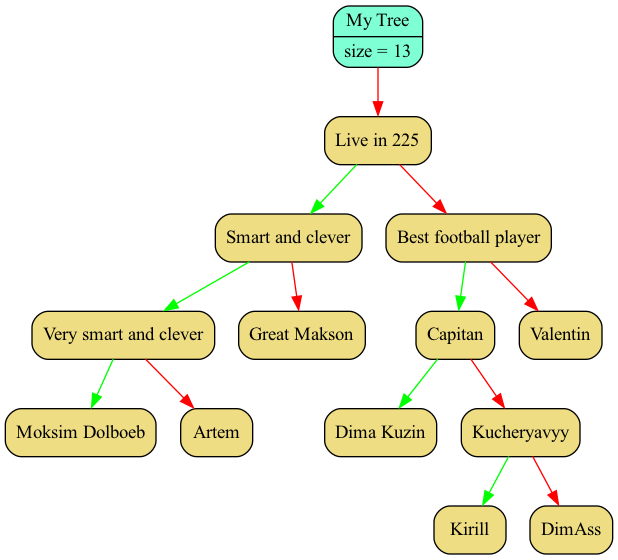 My Tree
size = 13
Live in 225
Smart and clever
Best football player
Very smart and clever
Great Makson
Capitan
Valentin
Moksim Dolboeb
Artem
Dima Kuzin
Kucheryavyy
Kirill
DimAss